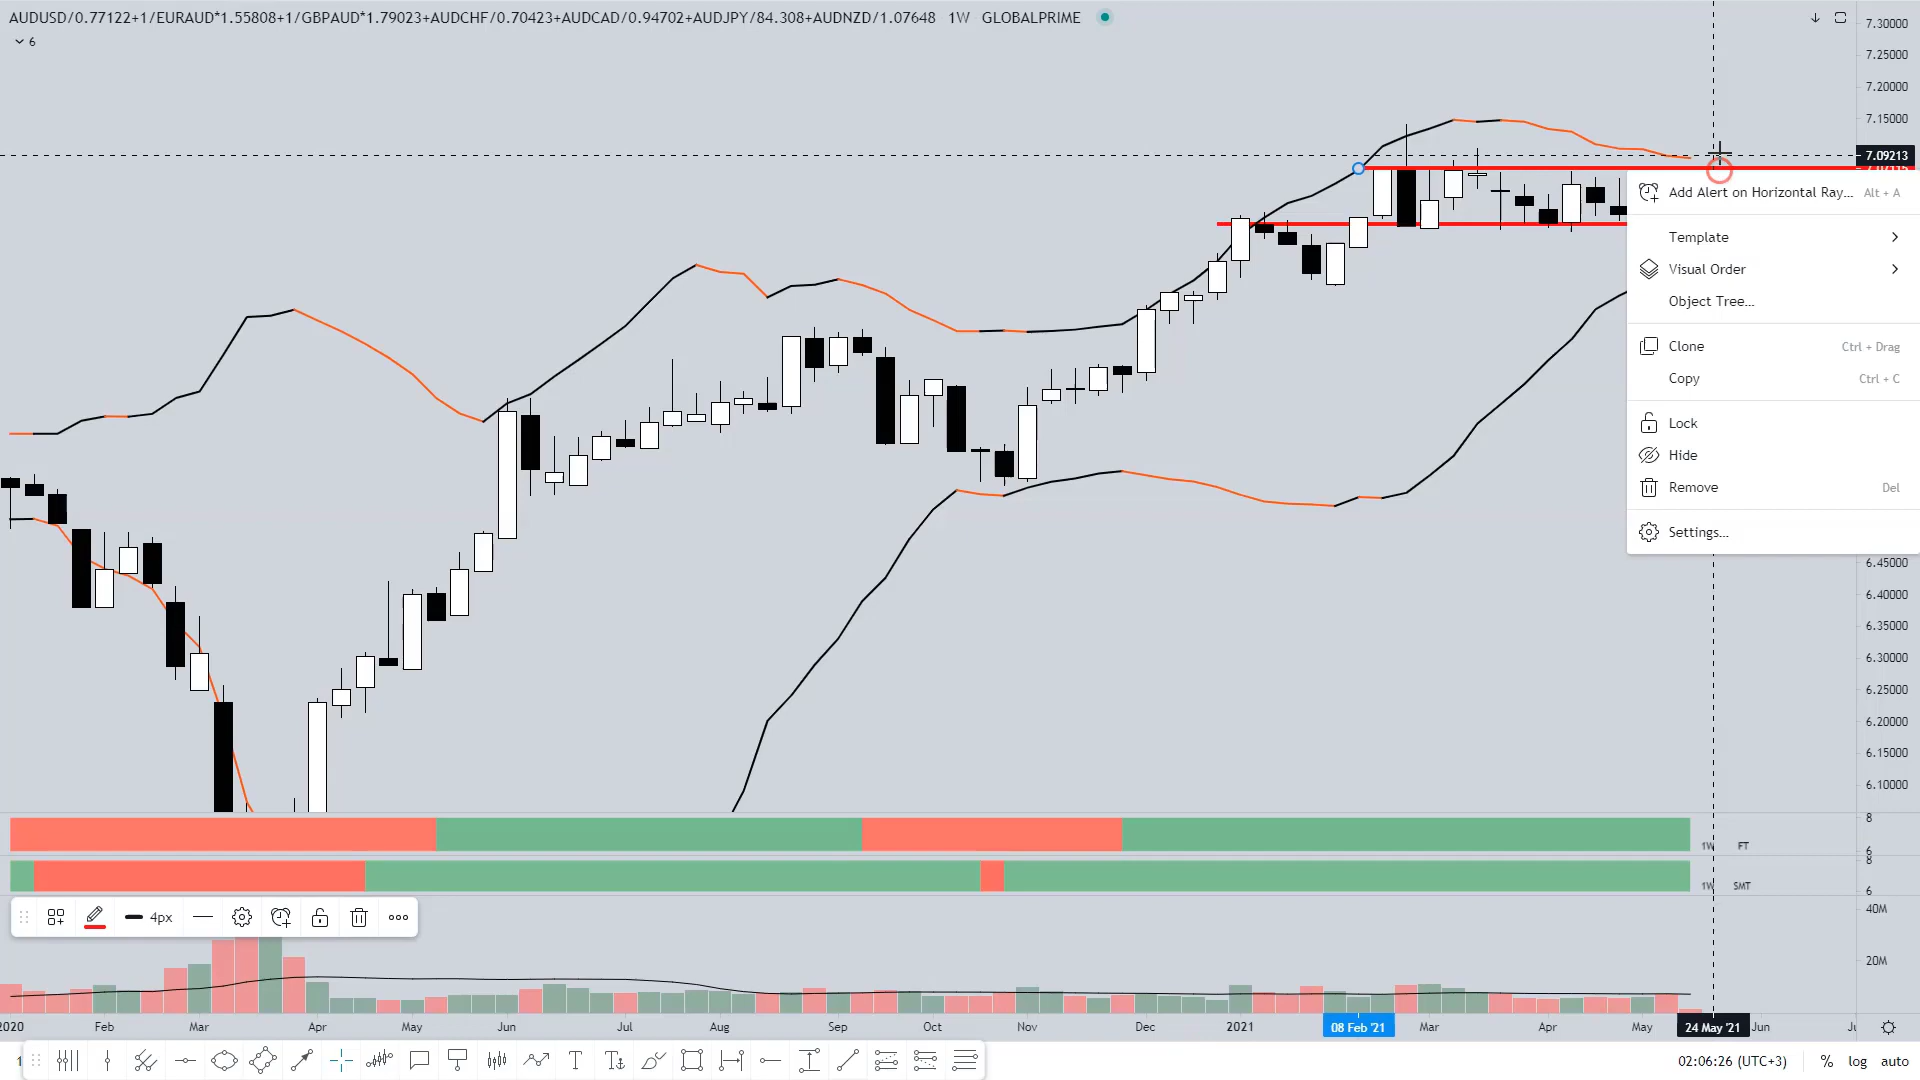 AUDUSD/0.77122+1/EURAUD*1.55808+1/GBPAUD*1.79023+AUDCHF/0.70423+AUDCAD/0.94702+AUDJPY/84.308+AUDNZD/1.07648 1W GLOBALPRIME
6
7.30000
7.25000
7.20000
7.15000
7.09213
Add Alert on Horizontal Ray... Alt + A
Template
Visual Order
Object Tree...
Clone Ctrl + Drag
Copy Ctrl + C
Lock
Hide
Remove Del
Settings...
6.45000
6.40000
6.35000
6.30000
6.25000
6.20000
6.15000
6.10000
8
1W FT 6
8
1W SMT 6
40M
4px
20M
2020 Feb Mar Apr May Jun Jul Aug Sep Oct Nov Dec 2021 08 Feb '21 Mar Apr May 24 May '21 Jun
1 T 02:06:26 (UTC+3) % log auto